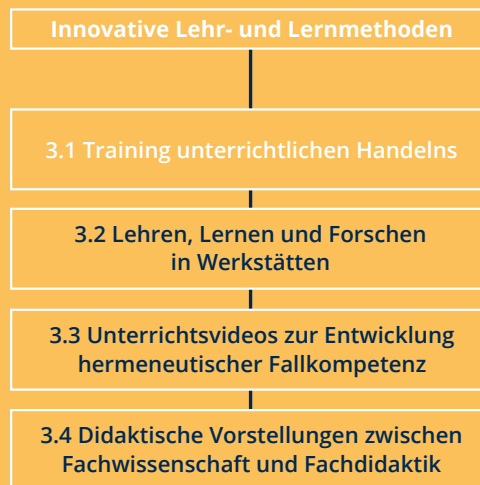 Innovative Lehr- und Lernmethoden
3.1 Training unterrichtlichen Handelns
3.2 Lehren, Lernen und Forschen
in Werkstätten
3.3 Unterrichtsvideos zur Entwicklung
hermeneutischer Fallkompetenz
3.4 Didaktische Vorstellungen zwischen
Fachwissenschaft und Fachdidaktik